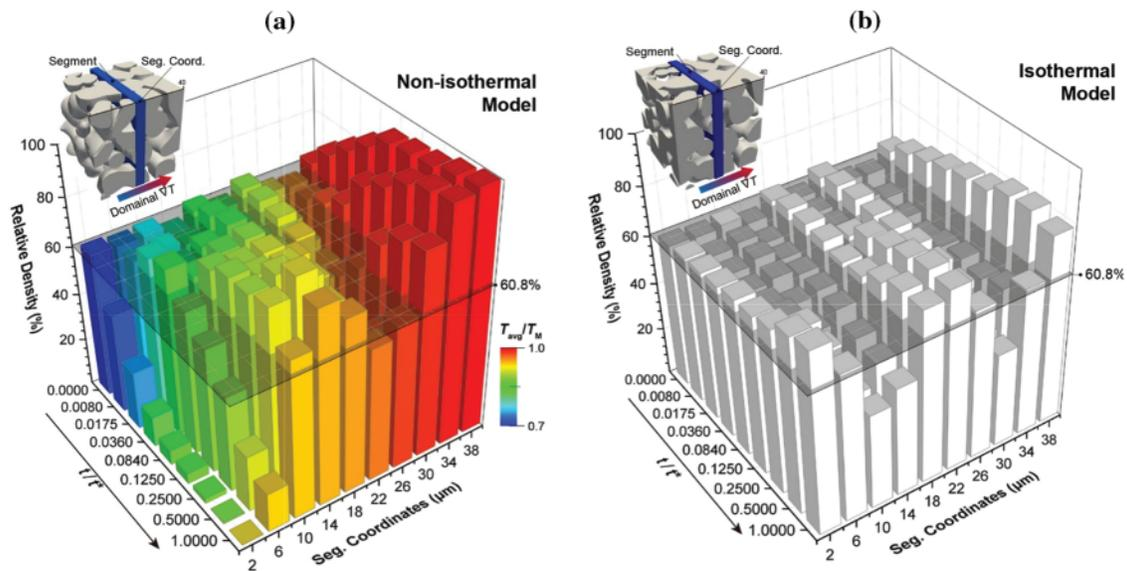 (a)
Segment
Seg. Coord.
40
Non-isothermal
Model
100
80
60
40
20
Relative Density (%)
Domainal ∇T
60.8%
T_avg/T_M
1.0
0.7
0.0000
0.0080
0.0175
0.0360
0.0840
0.1250
0.2500
0.5000
1.0000
t / t*
2
6
10
14
18
22
26
30
34
38
Seg. Coordinates (μm)
(b)
Segment
Seg. Coord.
40
Isothermal
Model
100
80
60
40
20
Relative Density (%)
Domainal ∇T
60.8%
0.0000
0.0080
0.0175
0.0360
0.0840
0.1250
0.2500
0.5000
1.0000
t / t*
2
6
10
14
18
22
26
30
34
38
Seg. Coordinates (μm)